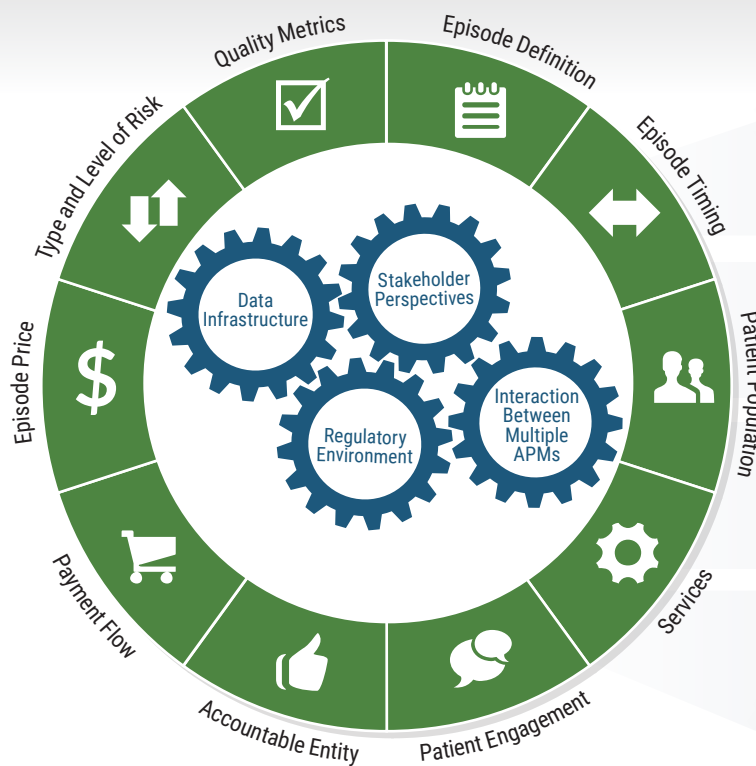 Quality Metrics
Episode Definition
Episode Timing
Patient Population
Services
Patient Engagement
Accountable Entity
Payment Flow
Episode Price
$
Type and Level of Risk
Data
Infrastructure
Stakeholder
Perspectives
Regulatory
Environment
Interaction
Between
Multiple
APMs